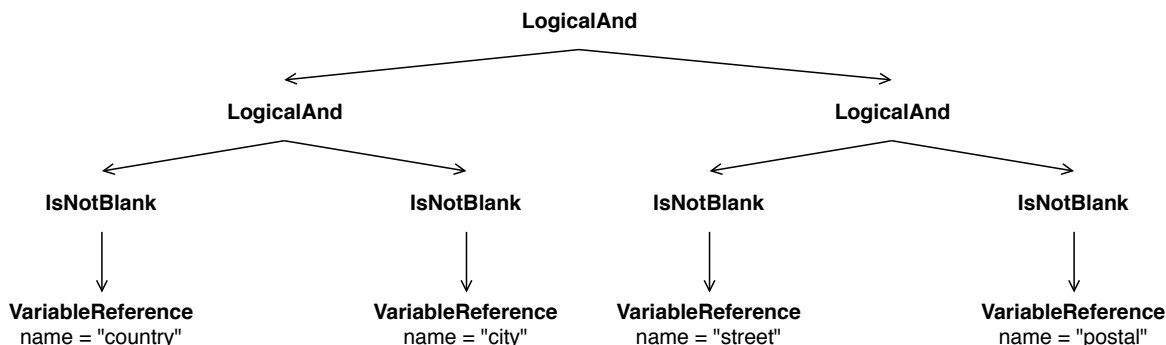 LogicalAnd
LogicalAnd LogicalAnd
IsNotBlank IsNotBlank IsNotBlank IsNotBlank
VariableReference VariableReference VariableReference VariableReference
name = "country" name = "city" name = "street" name = "postal"